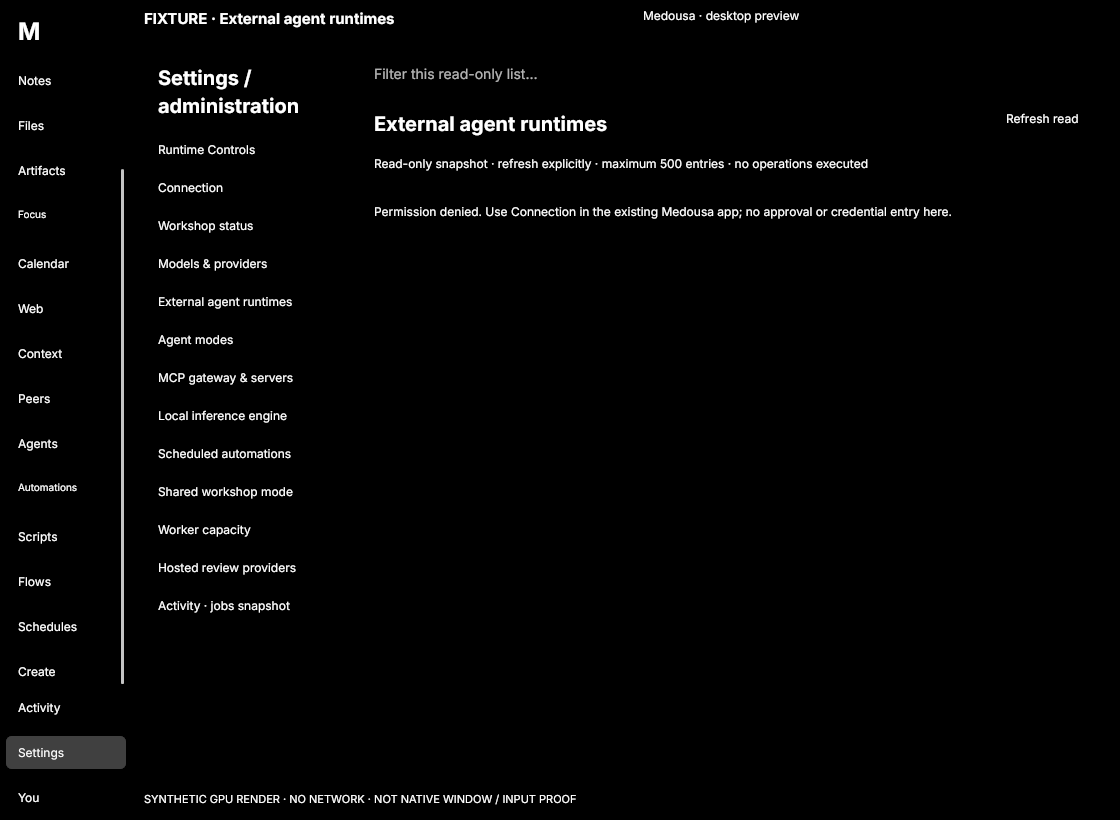 M
Notes
Files
Artifacts
Focus
Calendar
Web
Context
Peers
Agents
Automations
Scripts
Flows
Schedules
Create
Activity
Settings
You
FIXTURE · External agent runtimes
Medousa · desktop preview
Settings /
administration
Runtime Controls
Connection
Workshop status
Models & providers
External agent runtimes
Agent modes
MCP gateway & servers
Local inference engine
Scheduled automations
Shared workshop mode
Worker capacity
Hosted review providers
Activity · jobs snapshot
Filter this read-only list...
External agent runtimes
Refresh read
Read-only snapshot · refresh explicitly · maximum 500 entries · no operations executed
Permission denied. Use Connection in the existing Medousa app; no approval or credential entry here.
SYNTHETIC GPU RENDER · NO NETWORK · NOT NATIVE WINDOW / INPUT PROOF